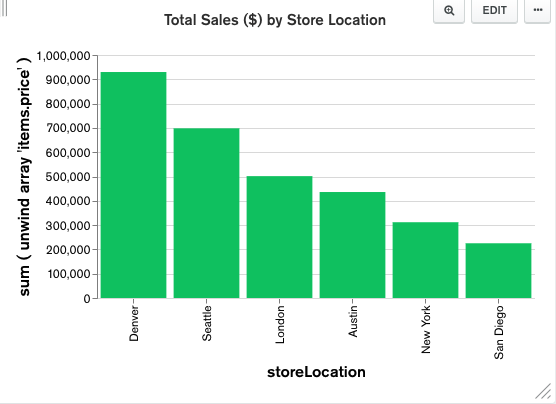 Total Sales ($) by Store Location
EDIT
sum ( unwind array 'items.price' )
1,000,000
900,000
800,000
700,000
600,000
500,000
400,000
300,000
200,000
100,000
0
Denver
Seattle
London
Austin
New York
San Diego
storeLocation